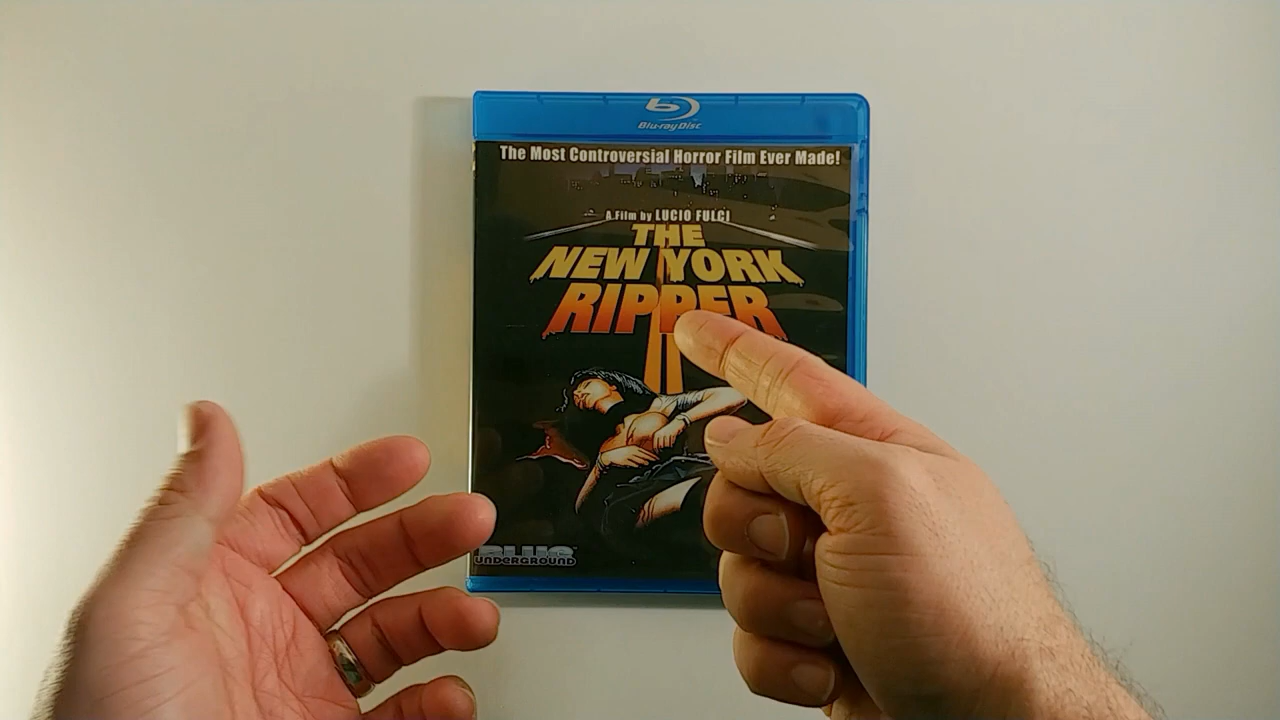 Blu-ray Disc
The Most Controversial Horror Film Ever Made!
A Film by LUCIO FULCI
THE
NEW YORK
RIPPER
BLUE
UNDERGROUND